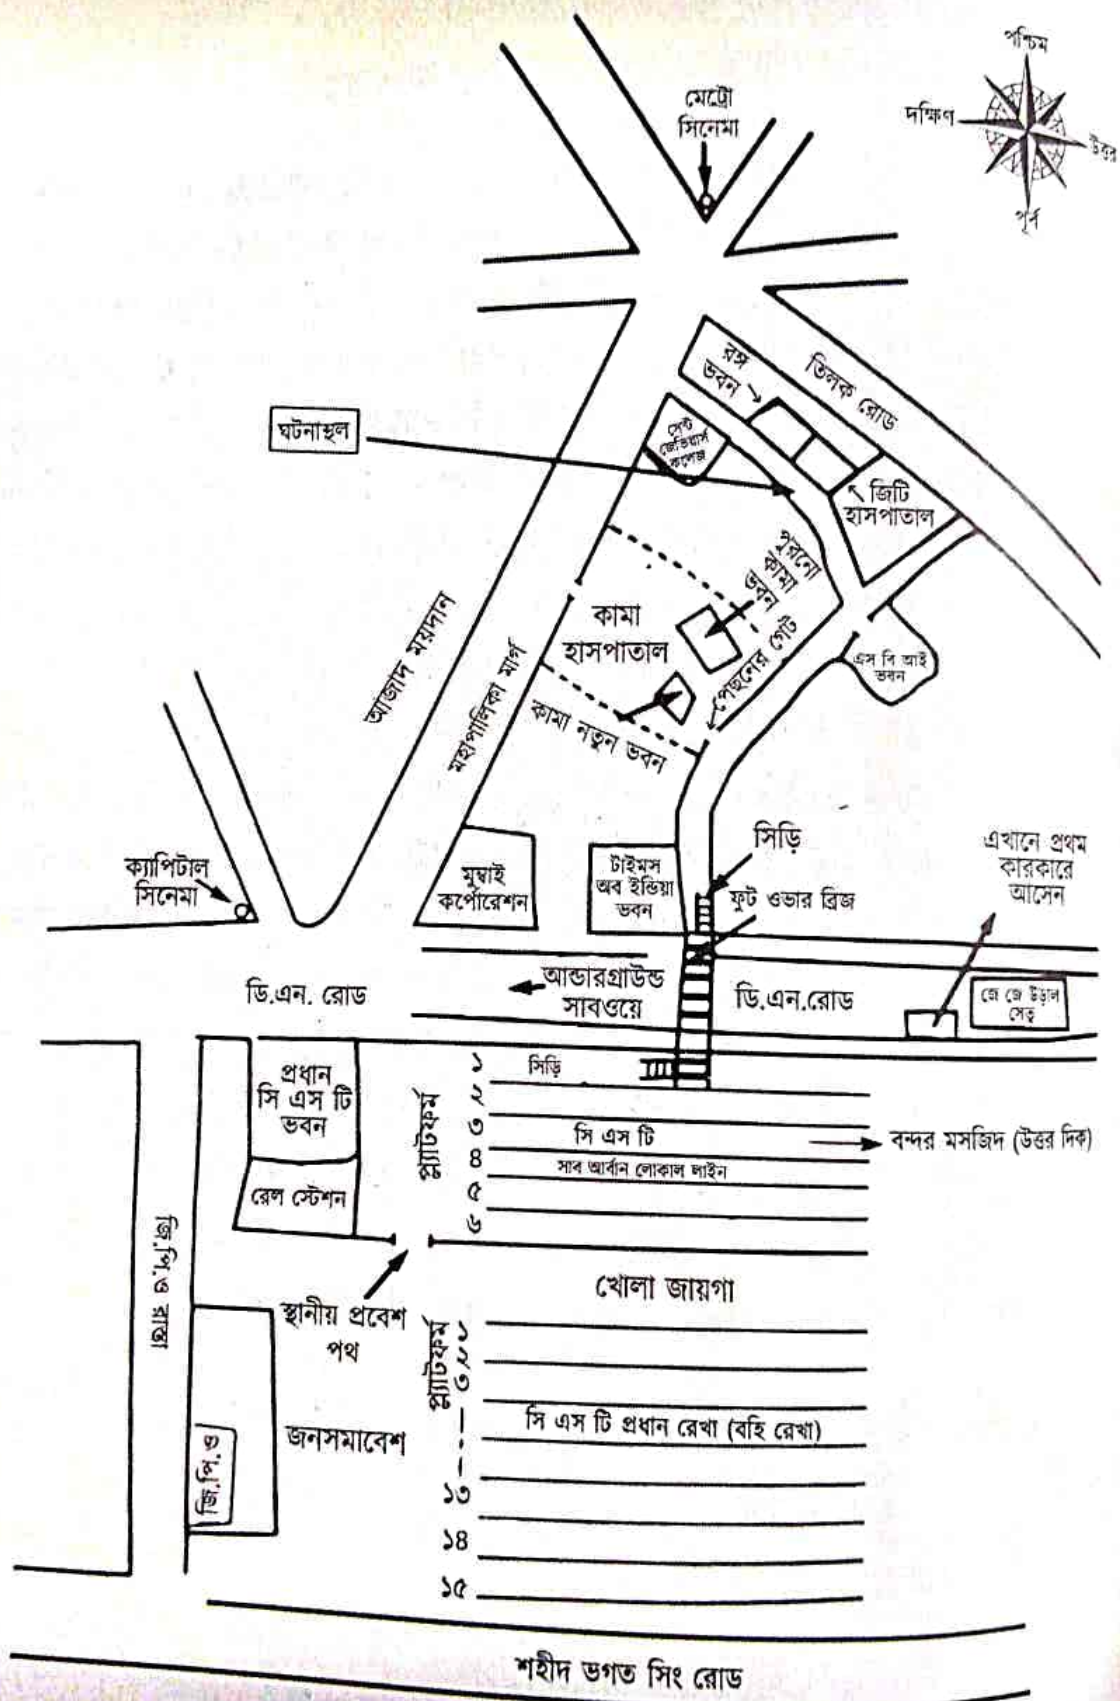 পশ্চিম
দক্ষিণ
উত্তর
পূর্ব
মেট্রো
সিনেমা
রঙ্গ
ভবন
তিলক রোড
ঘটনাস্থল
সেন্ট
জেভিয়ার্স
কলেজ
জিটি
হাসপাতাল
পুরনো
কামা
ভবন
কামা
হাসপাতাল
পেছনের গেট
এস বি আই
ভবন
আজাদ ময়দান
মহাপালিকা মার্গ
কামা নতুন ভবন
ক্যাপিটাল
সিনেমা
মুম্বাই
কর্পোরেশন
টাইমস
অব ইন্ডিয়া
ভবন
সিড়ি
ফুট ওভার ব্রিজ
এখানে প্রথম
কারকারে
আসেন
ডি.এন. রোড
আন্ডারগ্রাউন্ড
সাবওয়ে
ডি.এন.রোড
জে জে উড়াল
সেতু
প্রধান
সি এস টি
ভবন
রেল স্টেশন
প্ল্যাটফর্ম
১
২
৩
৪
৫
৬
সিড়ি
সি এস টি
সাব আর্বান লোকাল লাইন
বন্দর মসজিদ (উত্তর দিক)
জি.পি.ও রাস্তা
স্থানীয় প্রবেশ
পথ
খোলা জায়গা
প্ল্যাটফর্ম
১
২
৩
১৩
১৪
১৫
সি এস টি প্রধান রেখা (বহি রেখা)
জনসমাবেশ
জি.পি.ও
শহীদ ভগত সিং রোড